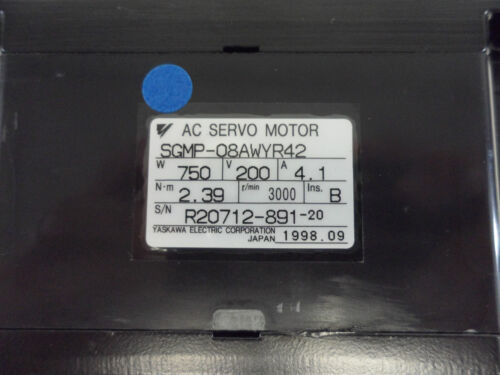 AC SERVO MOTOR
SGMP-08AWYR42
W 750 V 200 A 4.1
N·m 2.39 r/min 3000 Ins. B
S/N R20712-891-20
YASKAWA ELECTRIC CORPORATION
JAPAN 1998.09